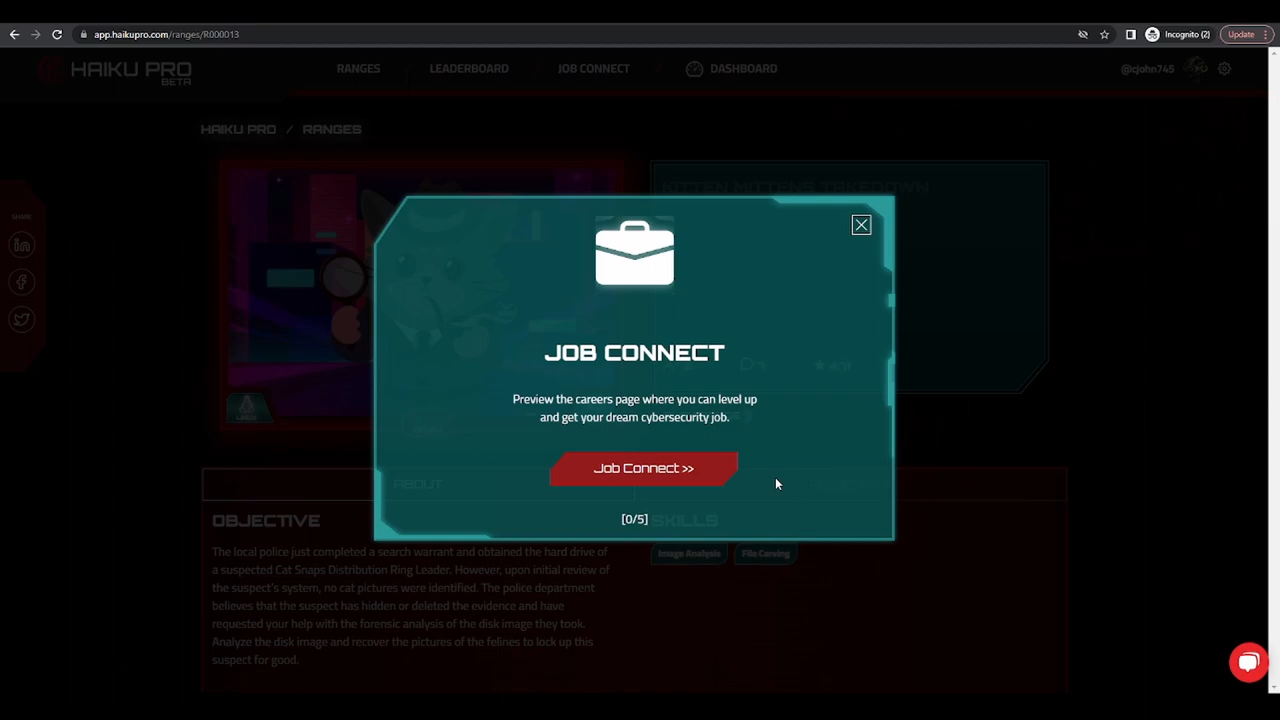 app.haikupro.com/ranges/R000013
Incognito (2)
Update
HAIKU PRO
BETA
RANGES
LEADERBOARD
JOB CONNECT
DASHBOARD
@cjohn745
HAIKU PRO / RANGES
KITTEN MITTENS TAKEDOWN
SHARE
LINUX
JOB CONNECT
Preview the careers page where you can level up
and get your dream cybersecurity job.
Job Connect >>
[0/5]
ABOUT
OBJECTIVE
The local police just completed a search warrant and obtained the hard drive of
a suspected Cat Snaps Distribution Ring Leader. However, upon initial review of
the suspect's system, no cat pictures were identified. The police department
believes that the suspect has hidden or deleted the evidence and have
requested your help with the forensic analysis of the disk image they took.
Analyze the disk image and recover the pictures of the felines to lock up this
suspect for good.
SKILLS
Image Analysis
File Carving